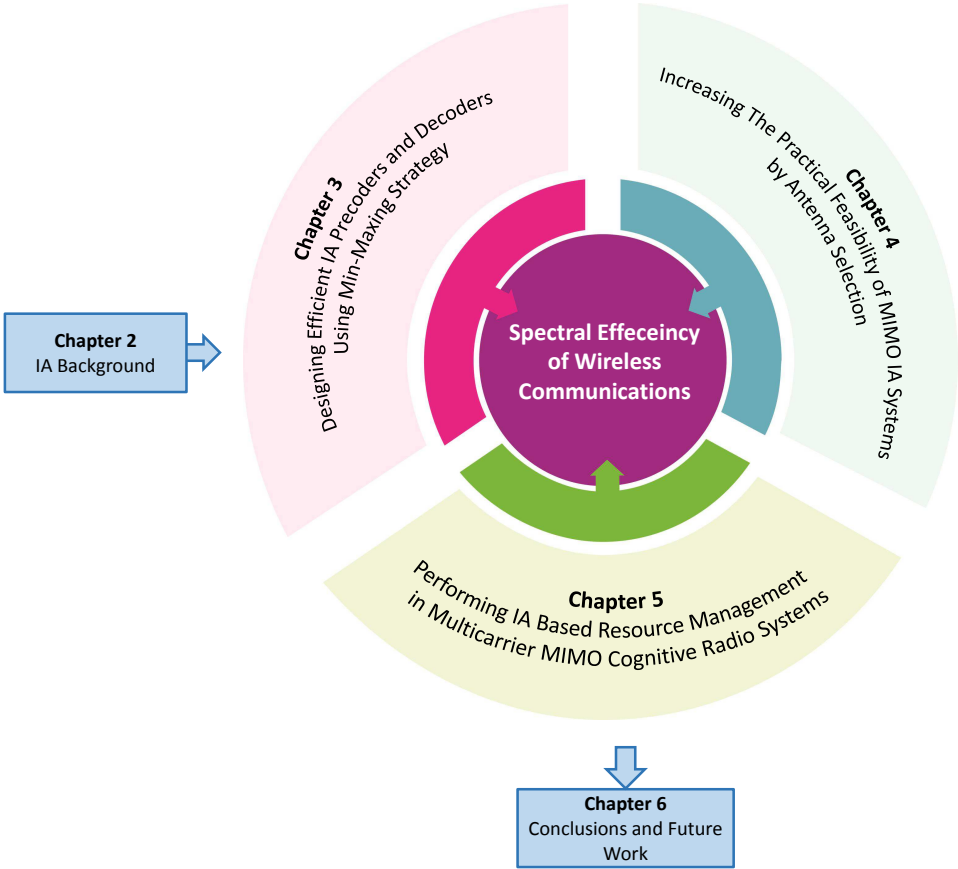 Chapter 2
IA Background
Chapter 3
Designing Efficient IA Precoders and Decoders
Using Min-Maxing Strategy
Chapter 4
Increasing The Practical Feasibility of MIMO IA Systems
by Antenna Selection
Spectral Effeceincy
of Wireless
Communications
Chapter 5
Performing IA Based Resource Management
in Multicarrier MIMO Cognitive Radio Systems
Chapter 6
Conclusions and Future
Work